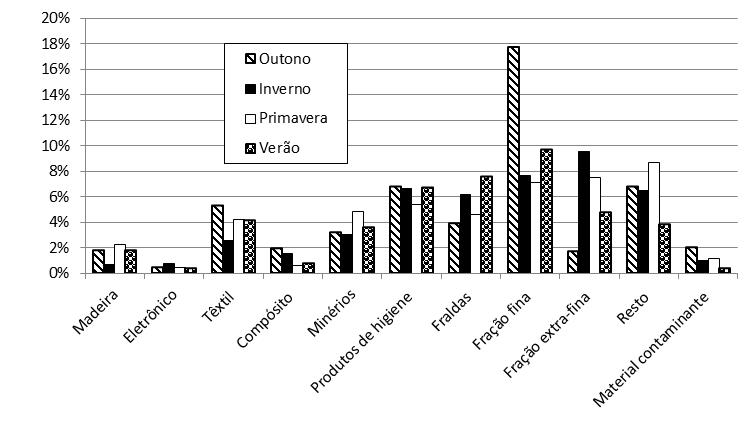 20%
18%
16%
14%
12%
10%
8%
6%
4%
2%
0%
Outono
Inverno
Primavera
Verão
Madeira
Eletrônico
Têxtil
Compósito
Minérios
Produtos de higiene
Fraldas
Fração fina
Fração extra-fina
Resto
Material contaminante